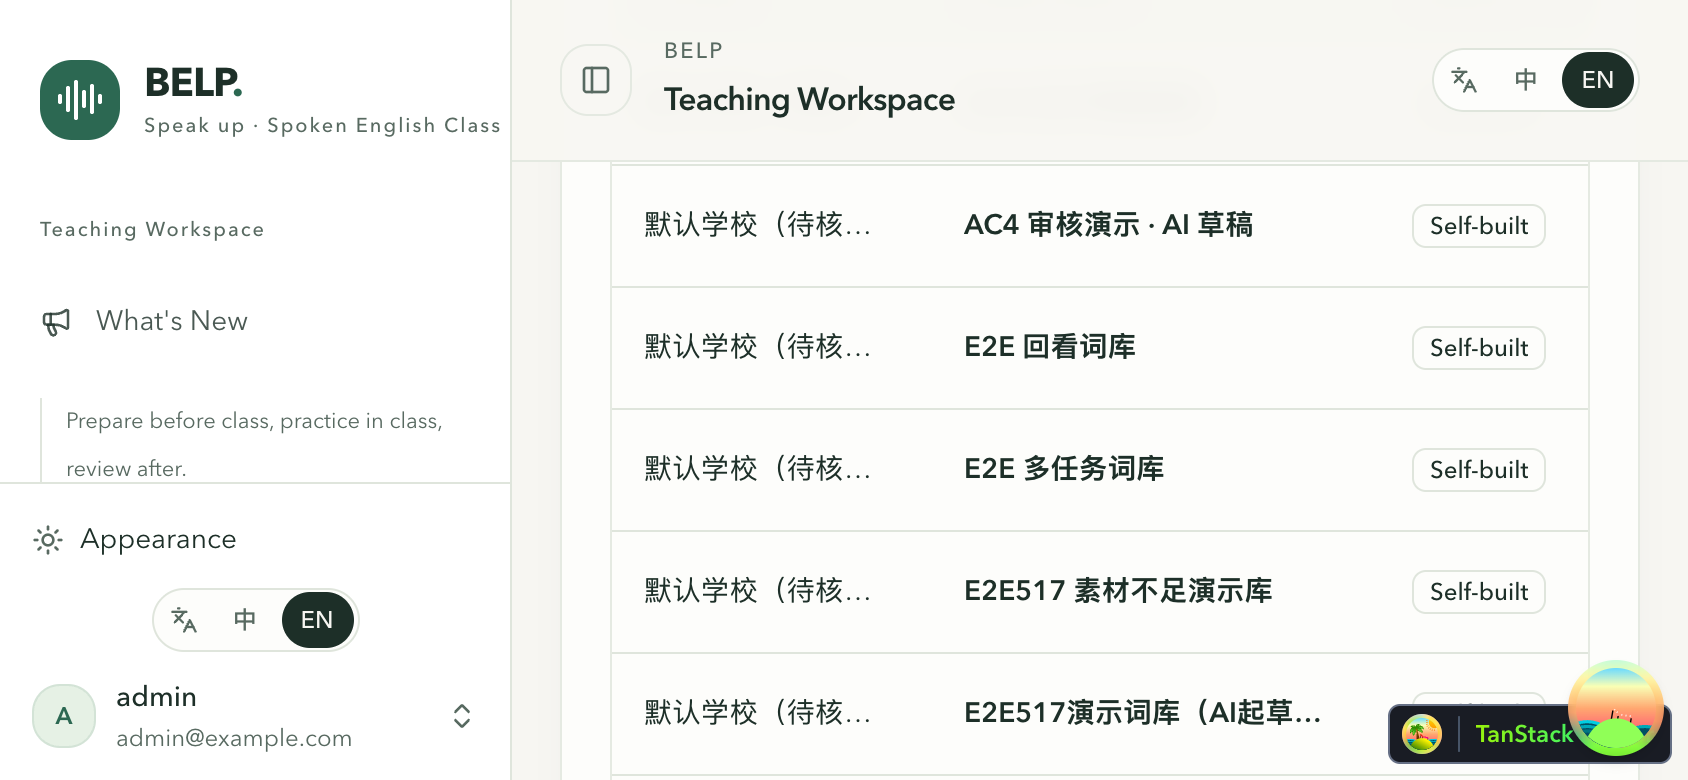 BELP.
Speak up · Spoken English Class
Teaching Workspace
What's New
Prepare before class, practice in class,
review after.
Appearance
中
EN
A
admin
admin@example.com
BELP
Teaching Workspace
中
EN
默认学校（待核…
AC4 审核演示 · AI 草稿
Self-built
默认学校（待核…
E2E 回看词库
Self-built
默认学校（待核…
E2E 多任务词库
Self-built
默认学校（待核…
E2E517 素材不足演示库
Self-built
默认学校（待核…
E2E517演示词库（AI起草…
TanStack